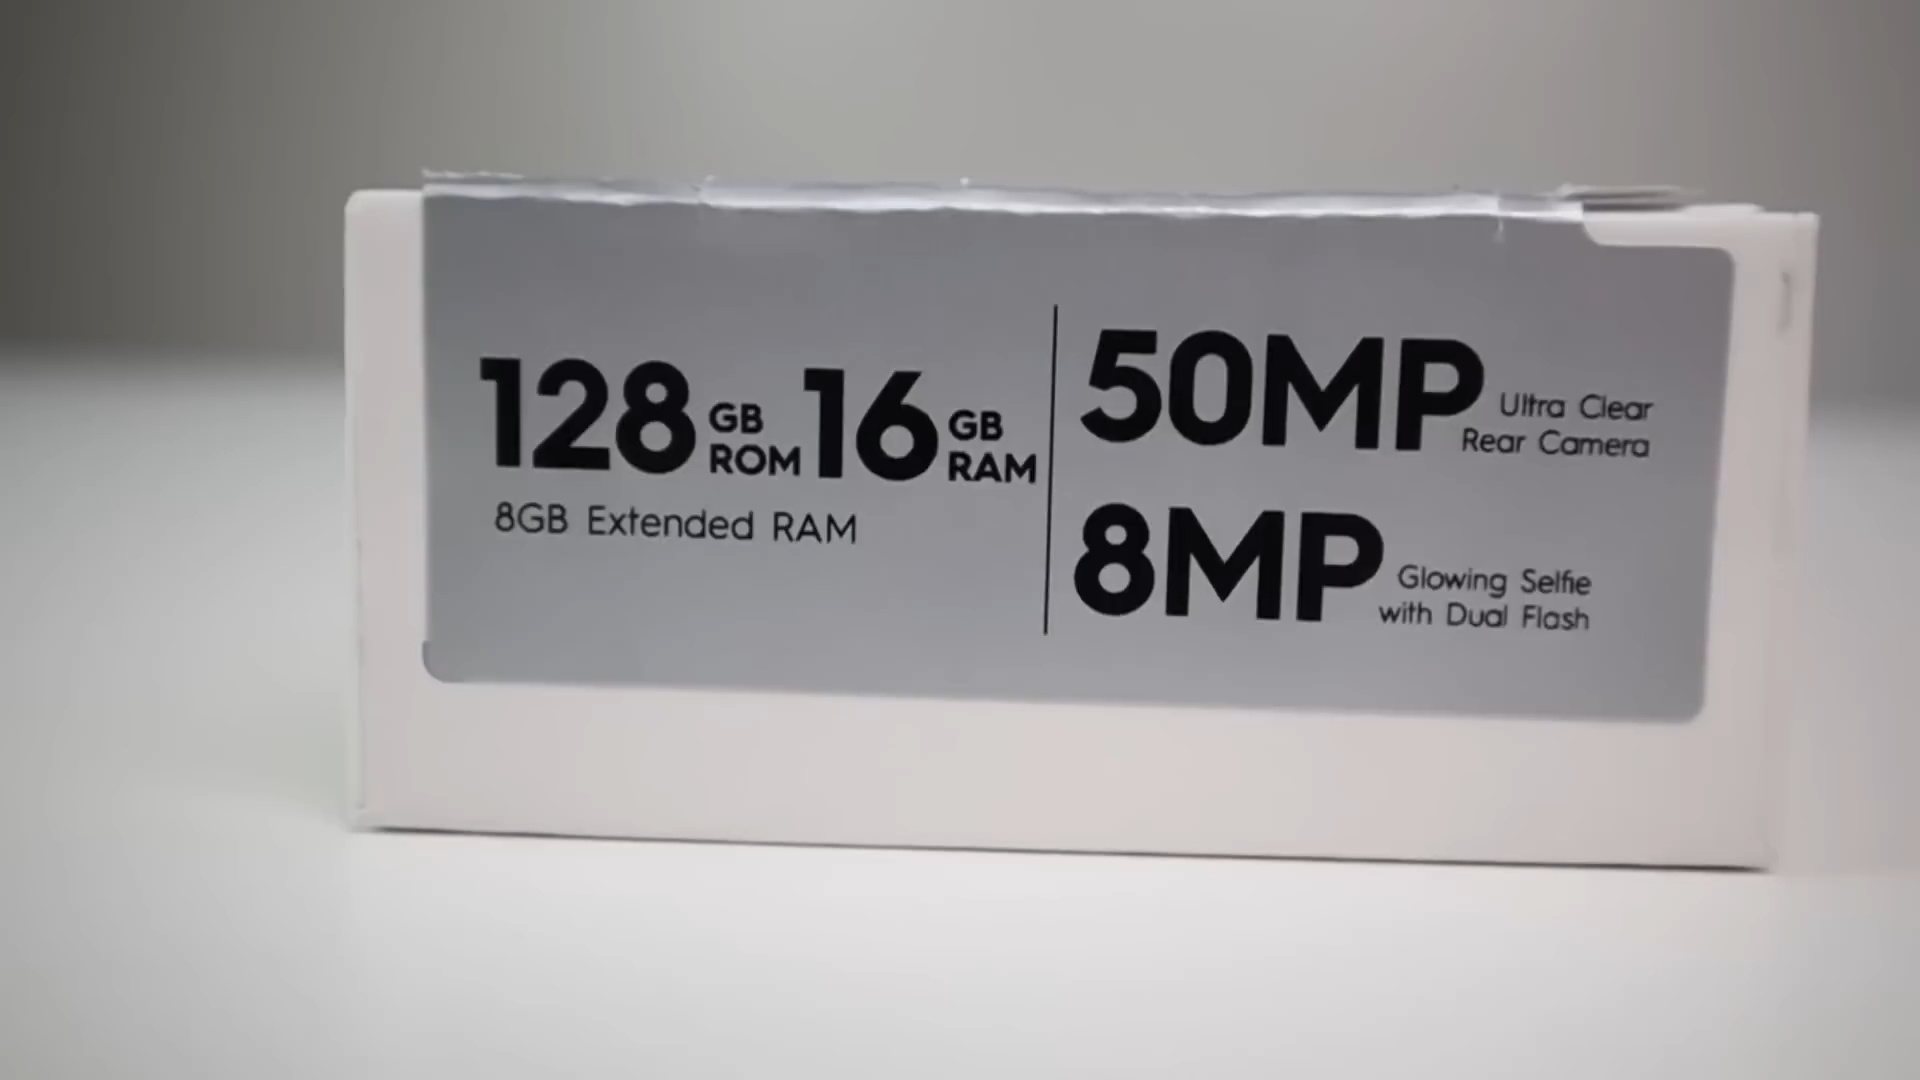 128 GB ROM 16 GB RAM
8GB Extended RAM
50MP Ultra Clear
Rear Camera
8MP Glowing Selfie
with Dual Flash